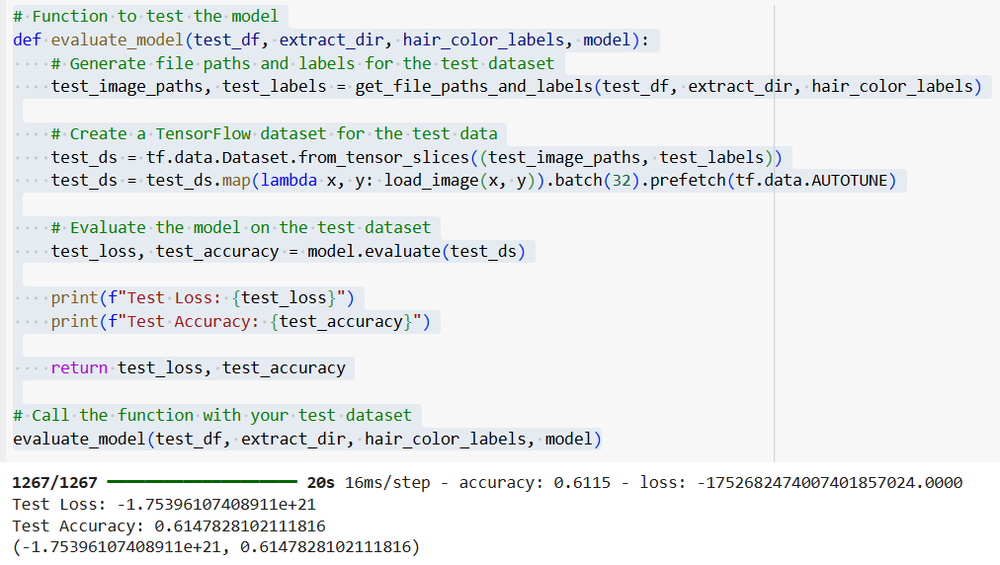 # Function to test the model
def evaluate_model(test_df, extract_dir, hair_color_labels, model):
    # Generate file paths and labels for the test dataset
    test_image_paths, test_labels = get_file_paths_and_labels(test_df, extract_dir, hair_color_labels)
    # Create a TensorFlow dataset for the test data
    test_ds = tf.data.Dataset.from_tensor_slices((test_image_paths, test_labels))
    test_ds = test_ds.map(lambda x, y: load_image(x, y)).batch(32).prefetch(tf.data.AUTOTUNE)
    # Evaluate the model on the test dataset
    test_loss, test_accuracy = model.evaluate(test_ds)
    print(f"Test Loss: {test_loss}")
    print(f"Test Accuracy: {test_accuracy}")
    return test_loss, test_accuracy
# Call the function with your test dataset
evaluate_model(test_df, extract_dir, hair_color_labels, model)
1267/1267 ━━━━━━━━━━━━━━━━━━━━ 20s 16ms/step - accuracy: 0.6115 - loss: -1752682474007401857024.0000
Test Loss: -1.75396107408911e+21
Test Accuracy: 0.6147828102111816
(-1.75396107408911e+21, 0.6147828102111816)